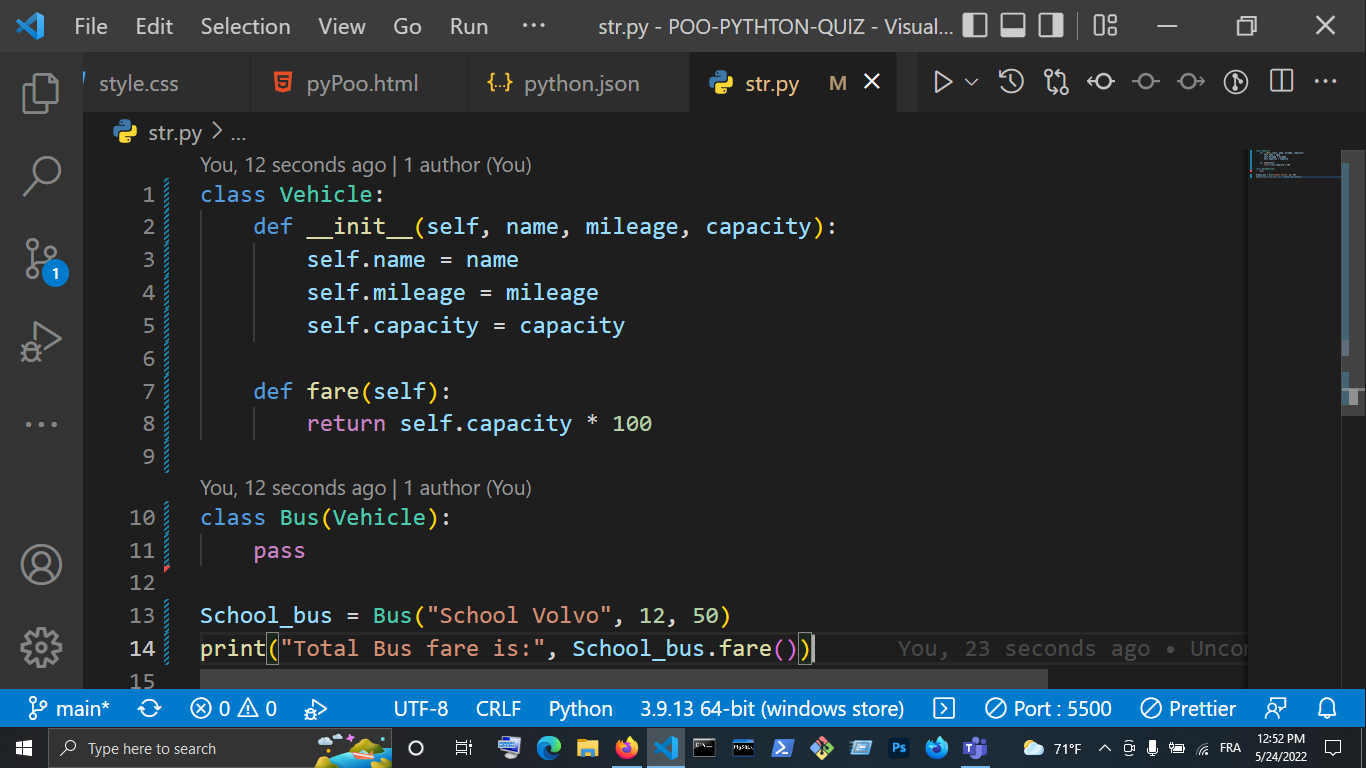 File Edit Selection View Go Run ··· str.py - POO-PYTHTON-QUIZ - Visual...
style.css pyPoo.html {..} python.json str.py M
str.py > ...
You, 12 seconds ago | 1 author (You)
1 class Vehicle:
2     def __init__(self, name, mileage, capacity):
3         self.name = name
4         self.mileage = mileage
5         self.capacity = capacity
6
7     def fare(self):
8         return self.capacity * 100
9
You, 12 seconds ago | 1 author (You)
10 class Bus(Vehicle):
11     pass
12
13 School_bus = Bus("School Volvo", 12, 50)
14 print("Total Bus fare is:", School_bus.fare()) You, 23 seconds ago • Uncor
15
1
main* 0 0 UTF-8 CRLF Python 3.9.13 64-bit (windows store) Port : 5500 Prettier
Type here to search 71°F FRA 12:52 PM
5/24/2022